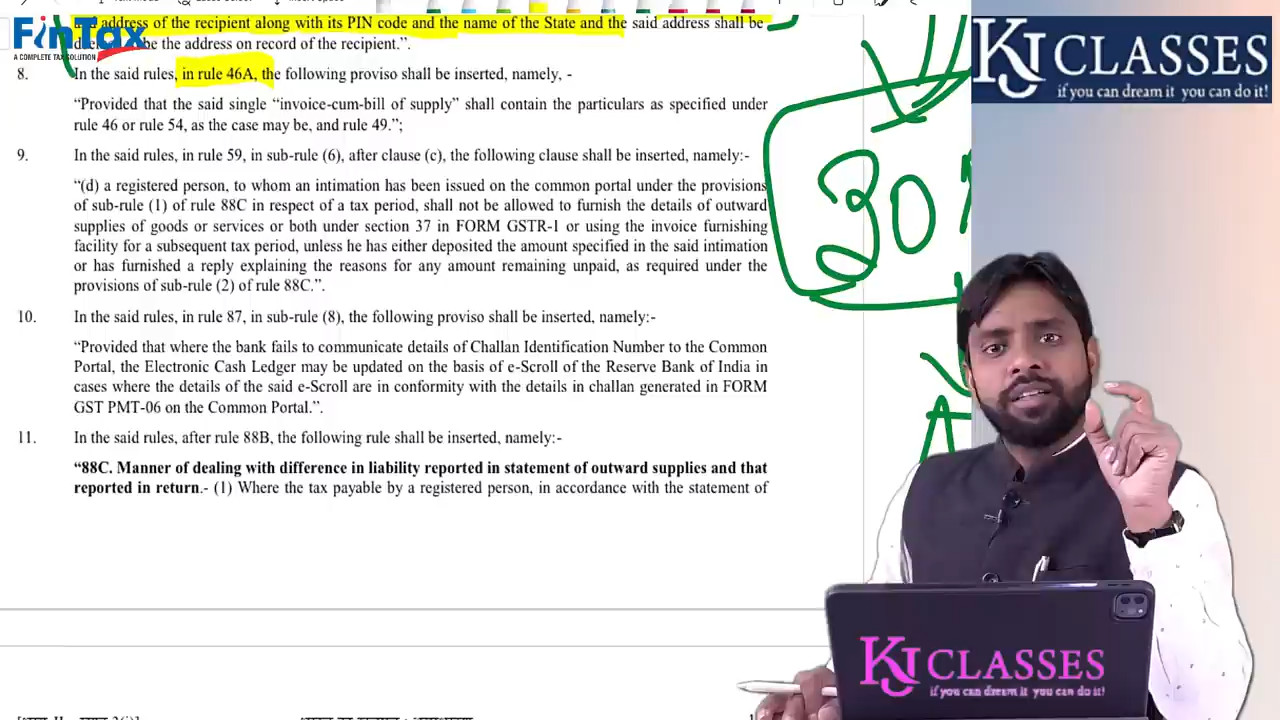 address of the recipient along with its PIN code and the name of the State and the said address shall be
be the address on record of the recipient.”.
FinTax
A COMPLETE TAX SOLUTION
KJ CLASSES
if you can dream it you can do it!
8. In the said rules, in rule 46A, the following proviso shall be inserted, namely, -
“Provided that the said single “invoice-cum-bill of supply” shall contain the particulars as specified under
rule 46 or rule 54, as the case may be, and rule 49.”;
9. In the said rules, in rule 59, in sub-rule (6), after clause (c), the following clause shall be inserted, namely:-
“(d) a registered person, to whom an intimation has been issued on the common portal under the provisions
of sub-rule (1) of rule 88C in respect of a tax period, shall not be allowed to furnish the details of outward
supplies of goods or services or both under section 37 in FORM GSTR-1 or using the invoice furnishing
facility for a subsequent tax period, unless he has either deposited the amount specified in the said intimation
or has furnished a reply explaining the reasons for any amount remaining unpaid, as required under the
provisions of sub-rule (2) of rule 88C.”.
30
10. In the said rules, in rule 87, in sub-rule (8), the following proviso shall be inserted, namely:-
“Provided that where the bank fails to communicate details of Challan Identification Number to the Common
Portal, the Electronic Cash Ledger may be updated on the basis of e-Scroll of the Reserve Bank of India in
cases where the details of the said e-Scroll are in conformity with the details in challan generated in FORM
GST PMT-06 on the Common Portal.”.
11. In the said rules, after rule 88B, the following rule shall be inserted, namely:-
“88C. Manner of dealing with difference in liability reported in statement of outward supplies and that
reported in return.- (1) Where the tax payable by a registered person, in accordance with the statement of
KJ CLASSES
if you can dream it you can do it!